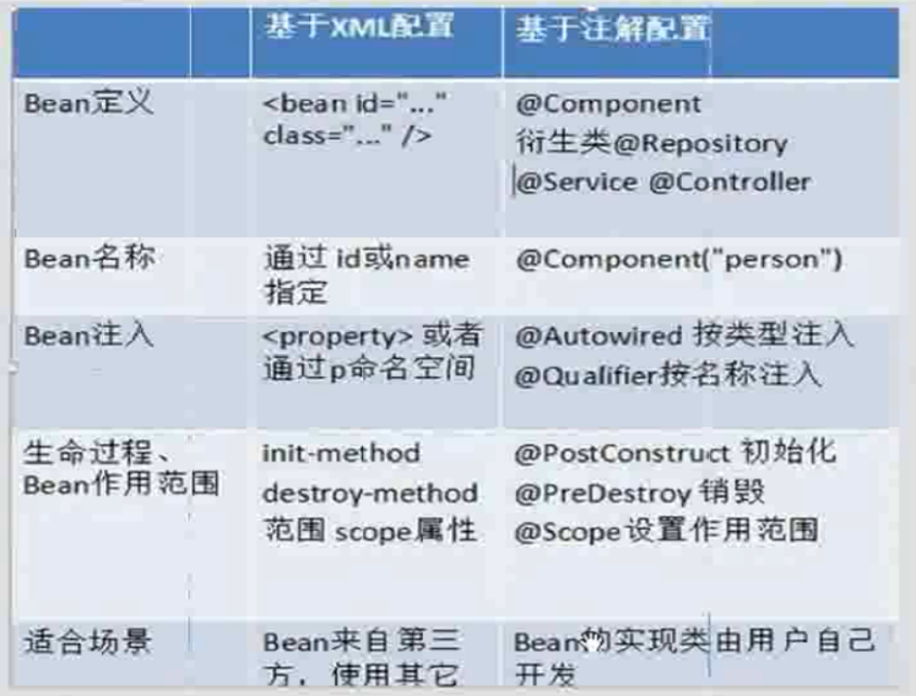 基于XML配置 基于注解配置
Bean定义 <bean id="..." @Component
class="..." /> 衍生类@Repository
@Service @Controller
Bean名称 通过 id或name @Component("person")
指定
Bean注入 <property> 或者 @Autowired 按类型注入
通过p命名空间 @Qualifier按名称注入
生命过程、 init-method @PostConstruct 初始化
Bean作用范围 destroy-method @PreDestroy 销毁
范围 scope属性 @Scope设置作用范围
适合场景 Bean来自第三 Bean的实现类由用户自己
方，使用其它 开发